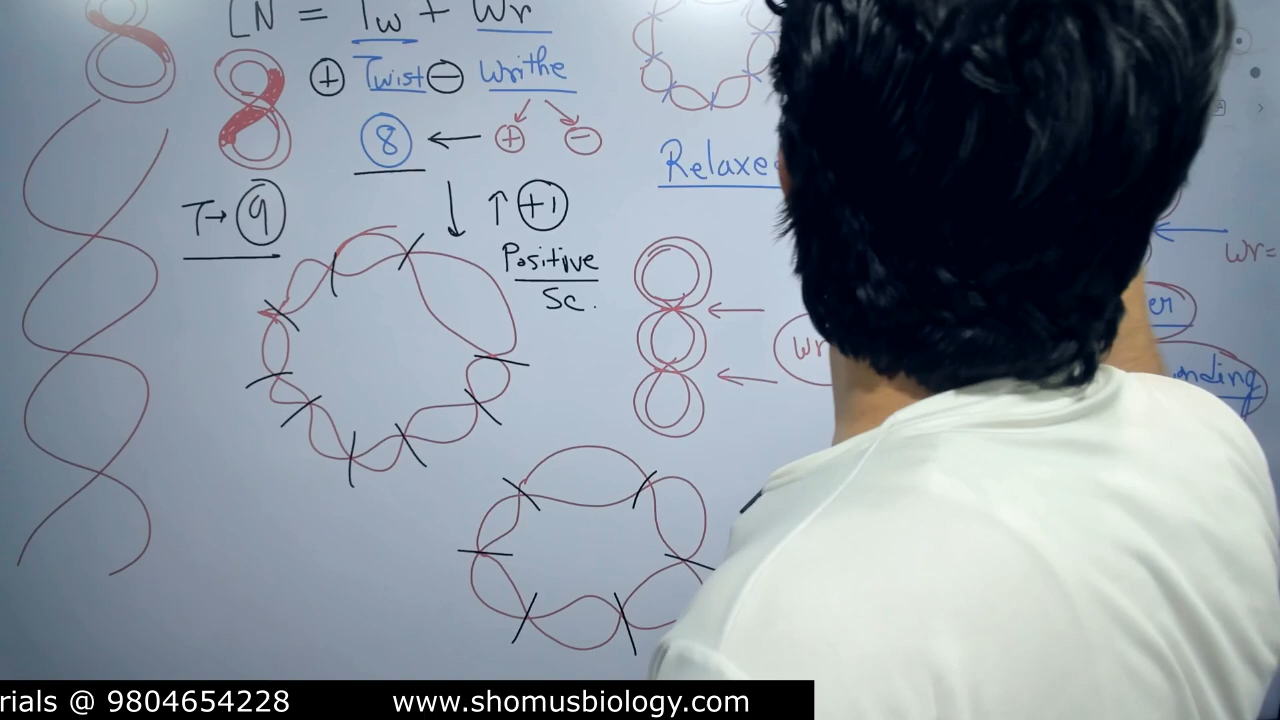 LN = Tw + Wr
⊕ Twist ⊖ Writhe
8 ← ⊕ ⊖
T→ 9
↑ +1
Positive
Sc.
Relaxe
Wr
Wr=
er
nding
rials @ 9804654228 www.shomusbiology.com